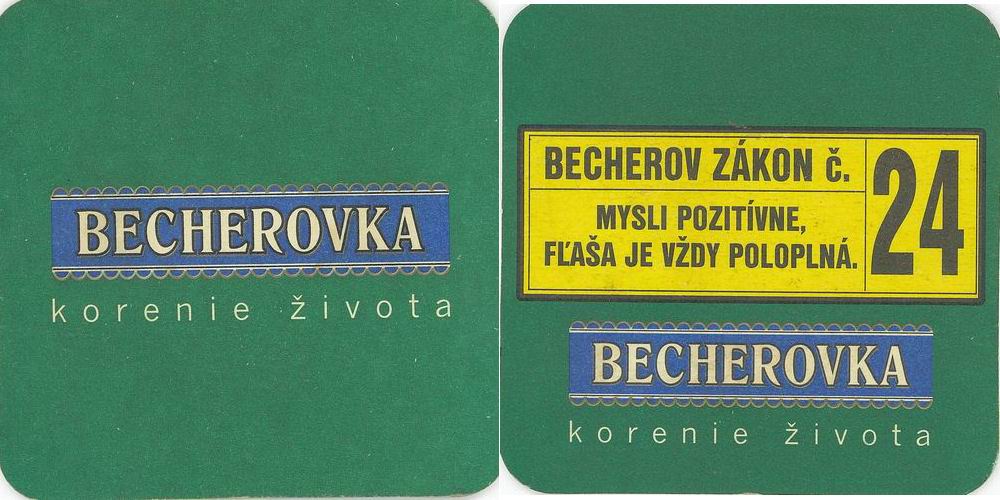 BECHEROVKA
korenie života
BECHEROV ZÁKON č.
24
MYSLI POZITÍVNE,
FĽAŠA JE VŽDY POLOPLNÁ.
BECHEROVKA
korenie života